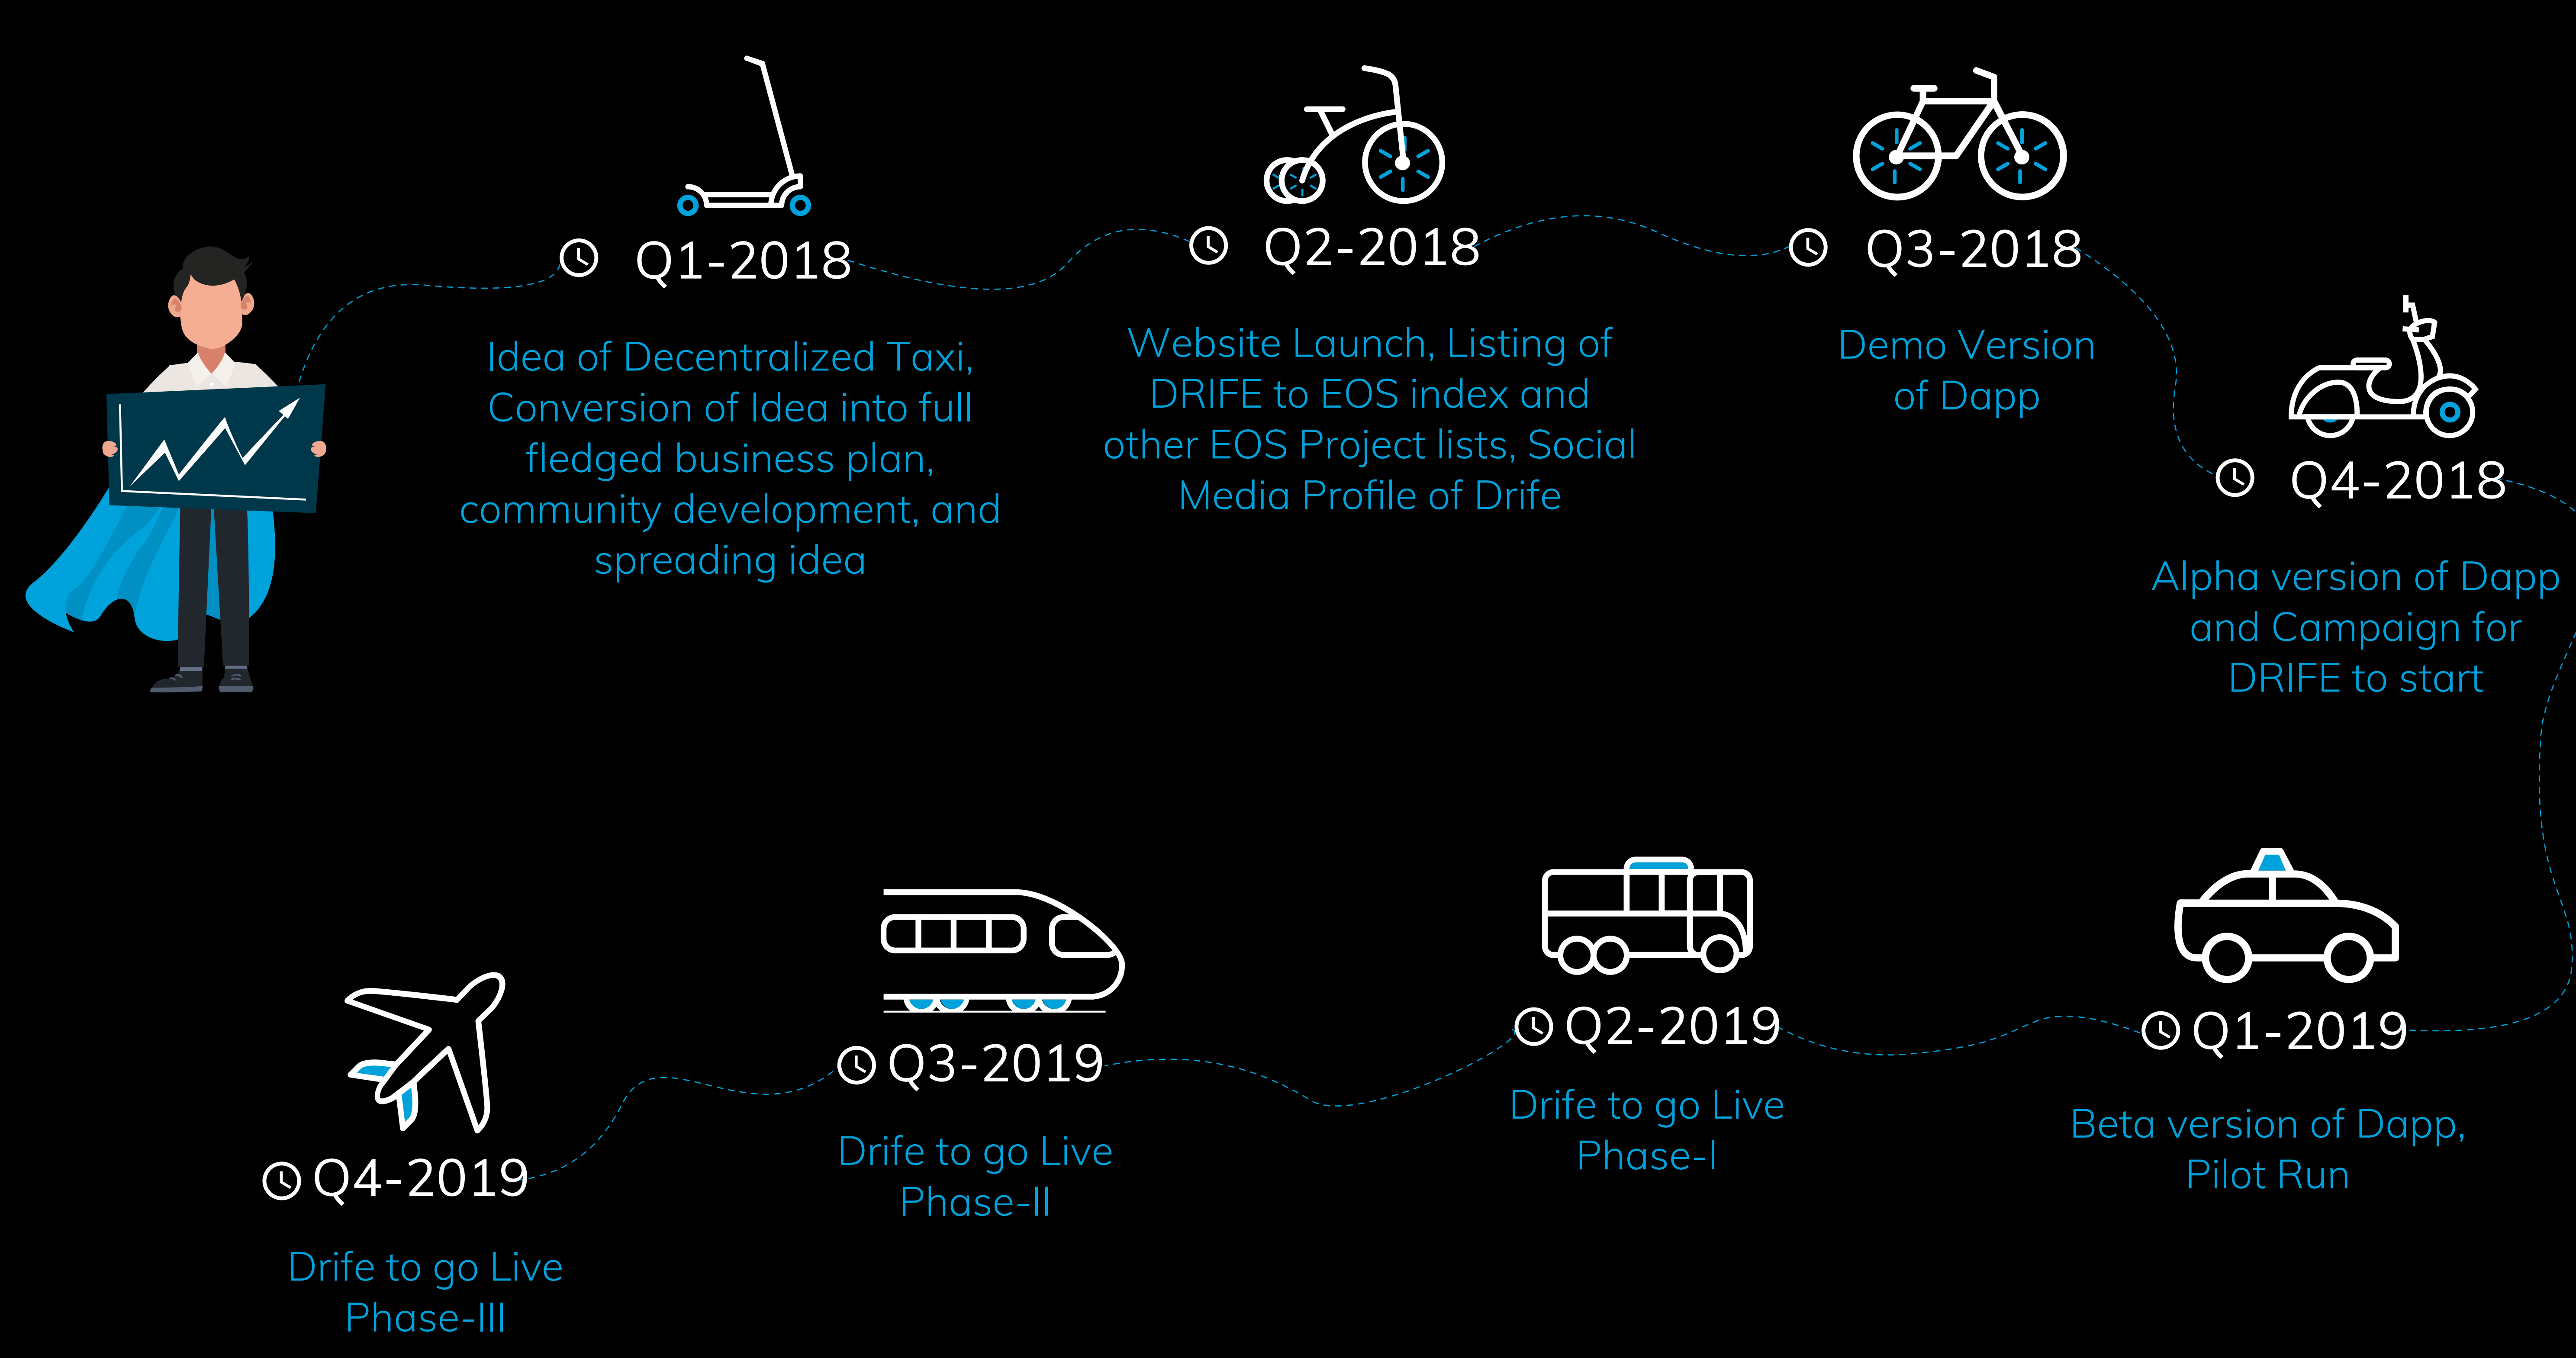 Q1-2018
Idea of Decentralized Taxi,
Conversion of Idea into full
fledged business plan,
community development, and
spreading idea
Q2-2018
Website Launch, Listing of
DRIFE to EOS index and
other EOS Project lists, Social
Media Profile of Drife
Q3-2018
Demo Version
of Dapp
Q4-2018
Alpha version of Dapp
and Campaign for
DRIFE to start
Q1-2019
Beta version of Dapp,
Pilot Run
Q2-2019
Drife to go Live
Phase-I
Q3-2019
Drife to go Live
Phase-II
Q4-2019
Drife to go Live
Phase-III